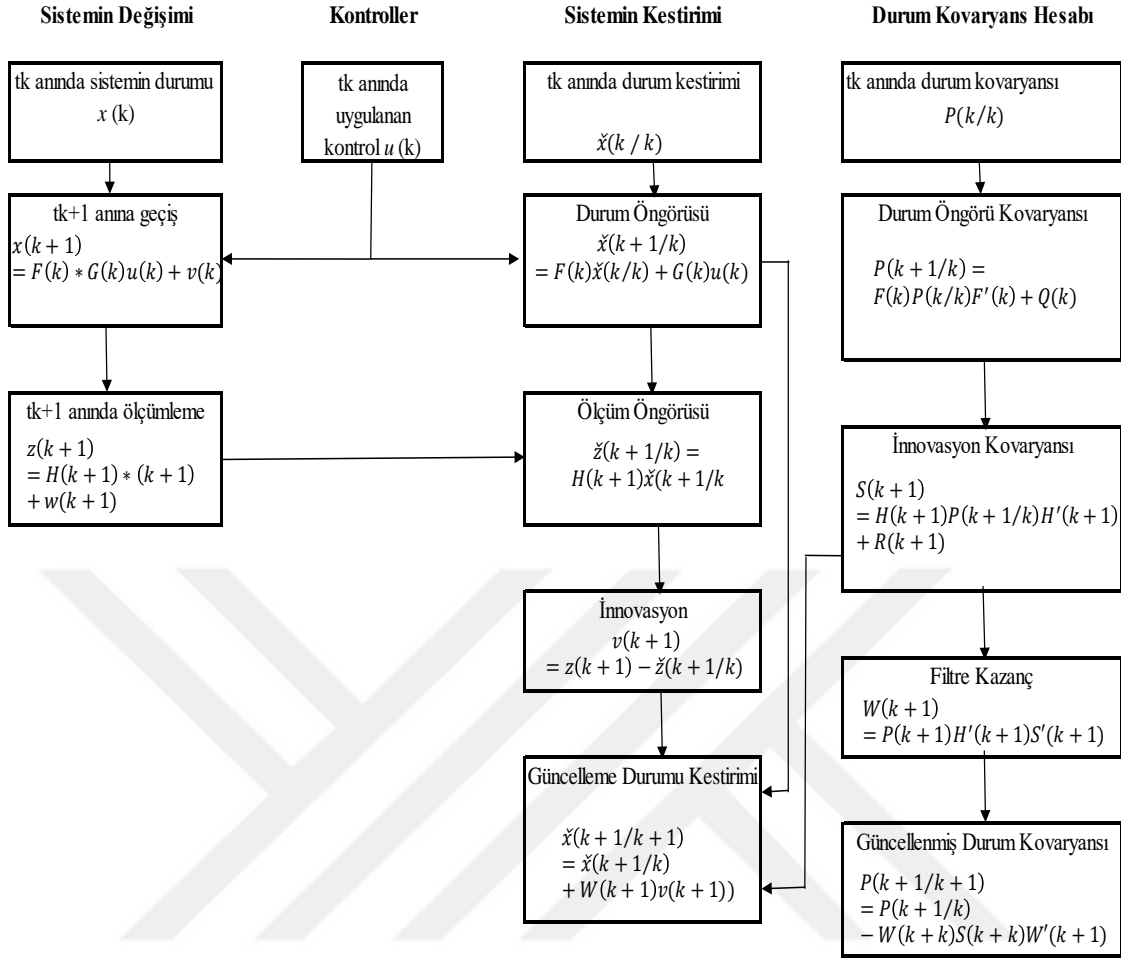 Sistemin Değişimi
Kontroller
Sistemin Kestirimi
Durum Kovaryans Hesabı
tk anında sistemin durumu
x (k)
tk anında
uygulanan
kontrol u (k)
tk anında durum kestirimi
x̌(k / k)
tk anında durum kovaryansı
P(k/k)
tk+1 anına geçiş
x(k + 1)
= F(k) ∗ G(k)u(k) + v(k)
Durum Öngörüsü
x̌(k + 1/k)
= F(k)x̌(k/k) + G(k)u(k)
Durum Öngörü Kovaryansı
P(k + 1/k) =
F(k)P(k/k)F′(k) + Q(k)
tk+1 anında ölçümleme
z(k + 1)
= H(k + 1) ∗ (k + 1)
+ w(k + 1)
Ölçüm Öngörüsü
ž(k + 1/k) =
H(k + 1)x̌(k + 1/k
İnnovasyon Kovaryansı
S(k + 1)
= H(k + 1)P(k + 1/k)H′(k + 1)
+ R(k + 1)
İnnovasyon
v(k + 1)
= z(k + 1) − ž(k + 1/k)
Filtre Kazanç
W(k + 1)
= P(k + 1)H′(k + 1)S′(k + 1)
Güncelleme Durumu Kestirimi
x̌(k + 1/k + 1)
= x̌(k + 1/k)
+ W(k + 1)v(k + 1))
Güncellenmiş Durum Kovaryansı
P(k + 1/k + 1)
= P(k + 1/k)
− W(k + k)S(k + k)W′(k + 1)